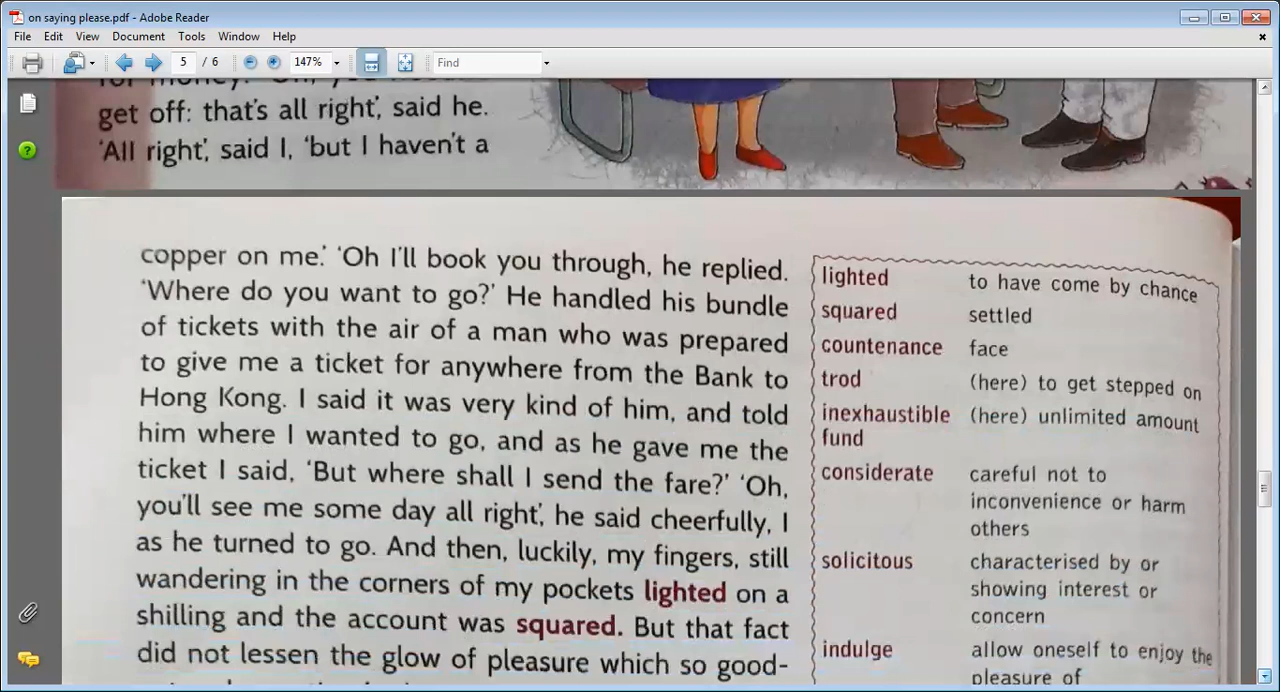 on saying please.pdf - Adobe Reader
File Edit View Document Tools Window Help
5 / 6 147% Find
get off: that's all right', said he.
'All right', said I, 'but I haven't a
copper on me.' 'Oh I'll book you through, he replied.
'Where do you want to go?' He handled his bundle
of tickets with the air of a man who was prepared
to give me a ticket for anywhere from the Bank to
Hong Kong. I said it was very kind of him, and told
him where I wanted to go, and as he gave me the
ticket I said, 'But where shall I send the fare?' 'Oh,
you'll see me some day all right', he said cheerfully, I
as he turned to go. And then, luckily, my fingers, still
wandering in the corners of my pockets lighted on a
shilling and the account was squared. But that fact
did not lessen the glow of pleasure which so good-
lighted to have come by chance
squared settled
countenance face
trod (here) to get stepped on
inexhaustible (here) unlimited amount
fund
considerate careful not to
inconvenience or harm
others
solicitous characterised by or
showing interest or
concern
indulge allow oneself to enjoy the
pleasure of